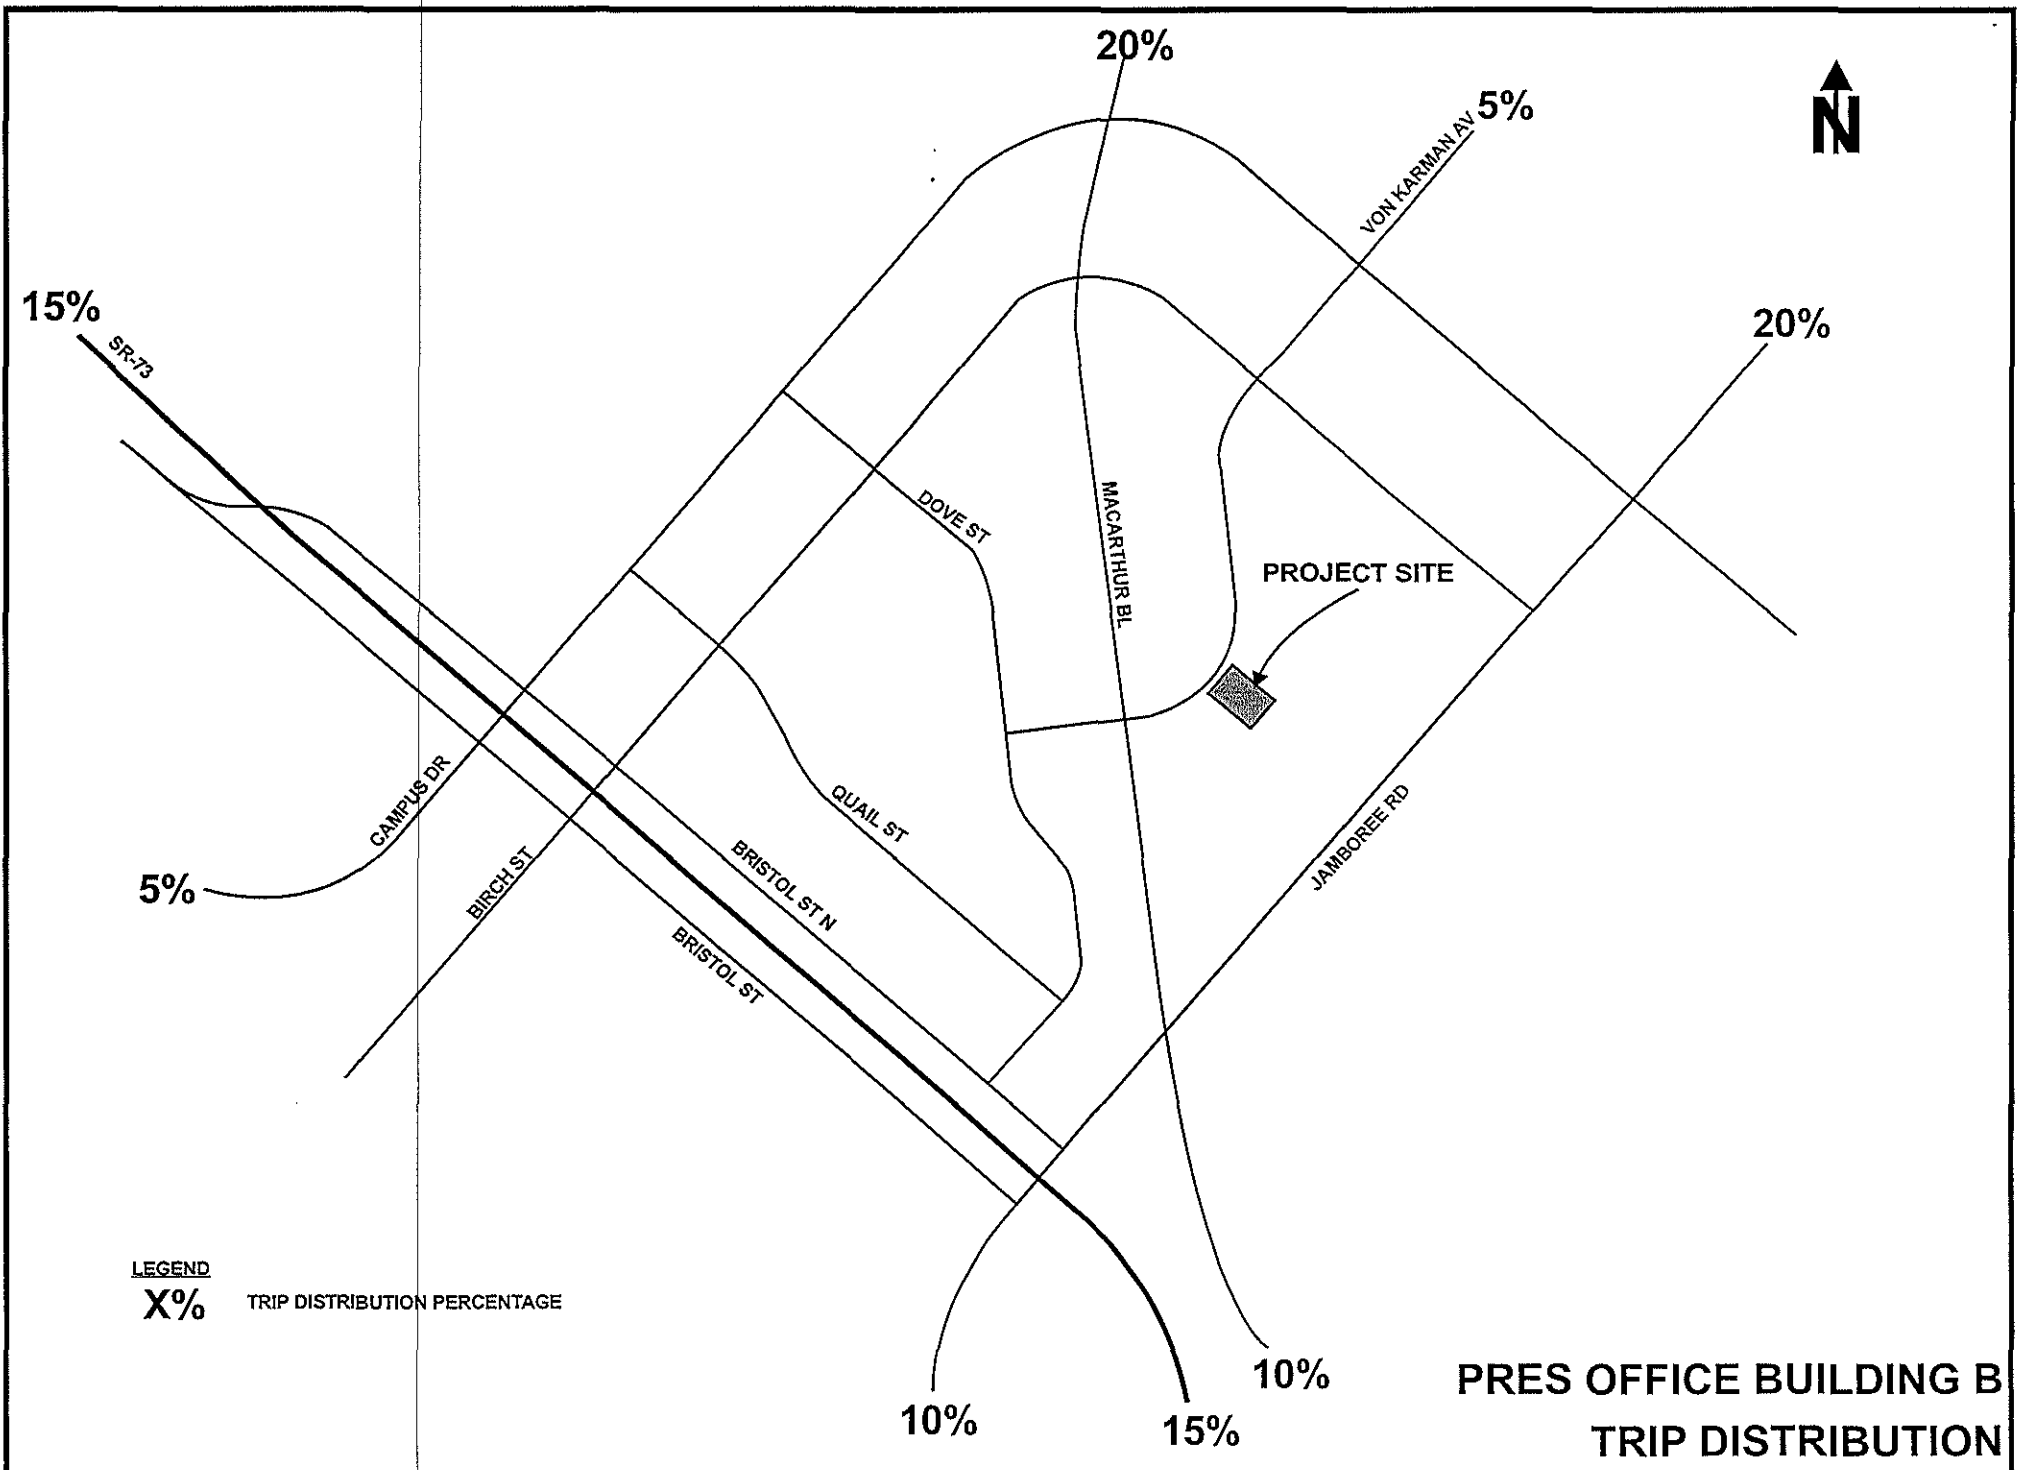 20%
5%
N
VON KARMAN AV
15%
20%
SR-73
DOVE ST
MACARTHUR BL
PROJECT SITE
CAMPUS DR
QUAIL ST
JAMBOREE RD
BRISTOL ST N
BIRCH ST
5%
BRISTOL ST
LEGEND
X% TRIP DISTRIBUTION PERCENTAGE
10%
10%
15%
PRES OFFICE BUILDING B
TRIP DISTRIBUTION